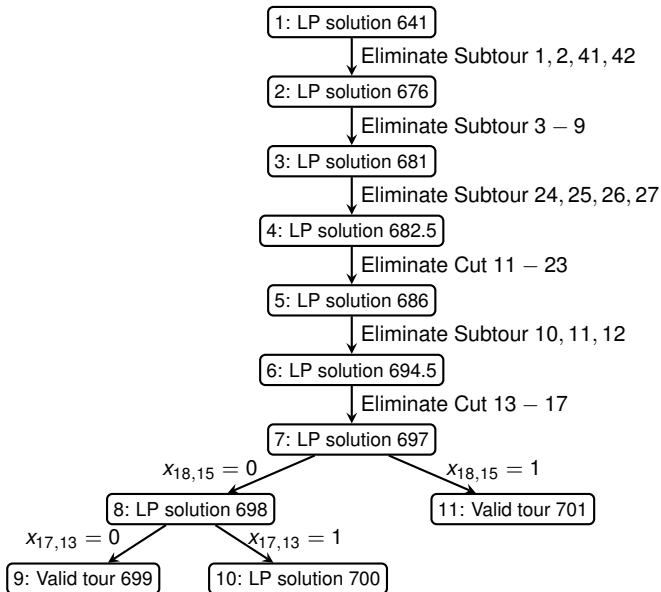 1: LP solution 641
Eliminate Subtour 1, 2, 41, 42
2: LP solution 676
Eliminate Subtour 3 − 9
3: LP solution 681
Eliminate Subtour 24, 25, 26, 27
4: LP solution 682.5
Eliminate Cut 11 − 23
5: LP solution 686
Eliminate Subtour 10, 11, 12
6: LP solution 694.5
Eliminate Cut 13 − 17
7: LP solution 697
x18,15 = 0
x18,15 = 1
8: LP solution 698
11: Valid tour 701
x17,13 = 0
x17,13 = 1
9: Valid tour 699
10: LP solution 700